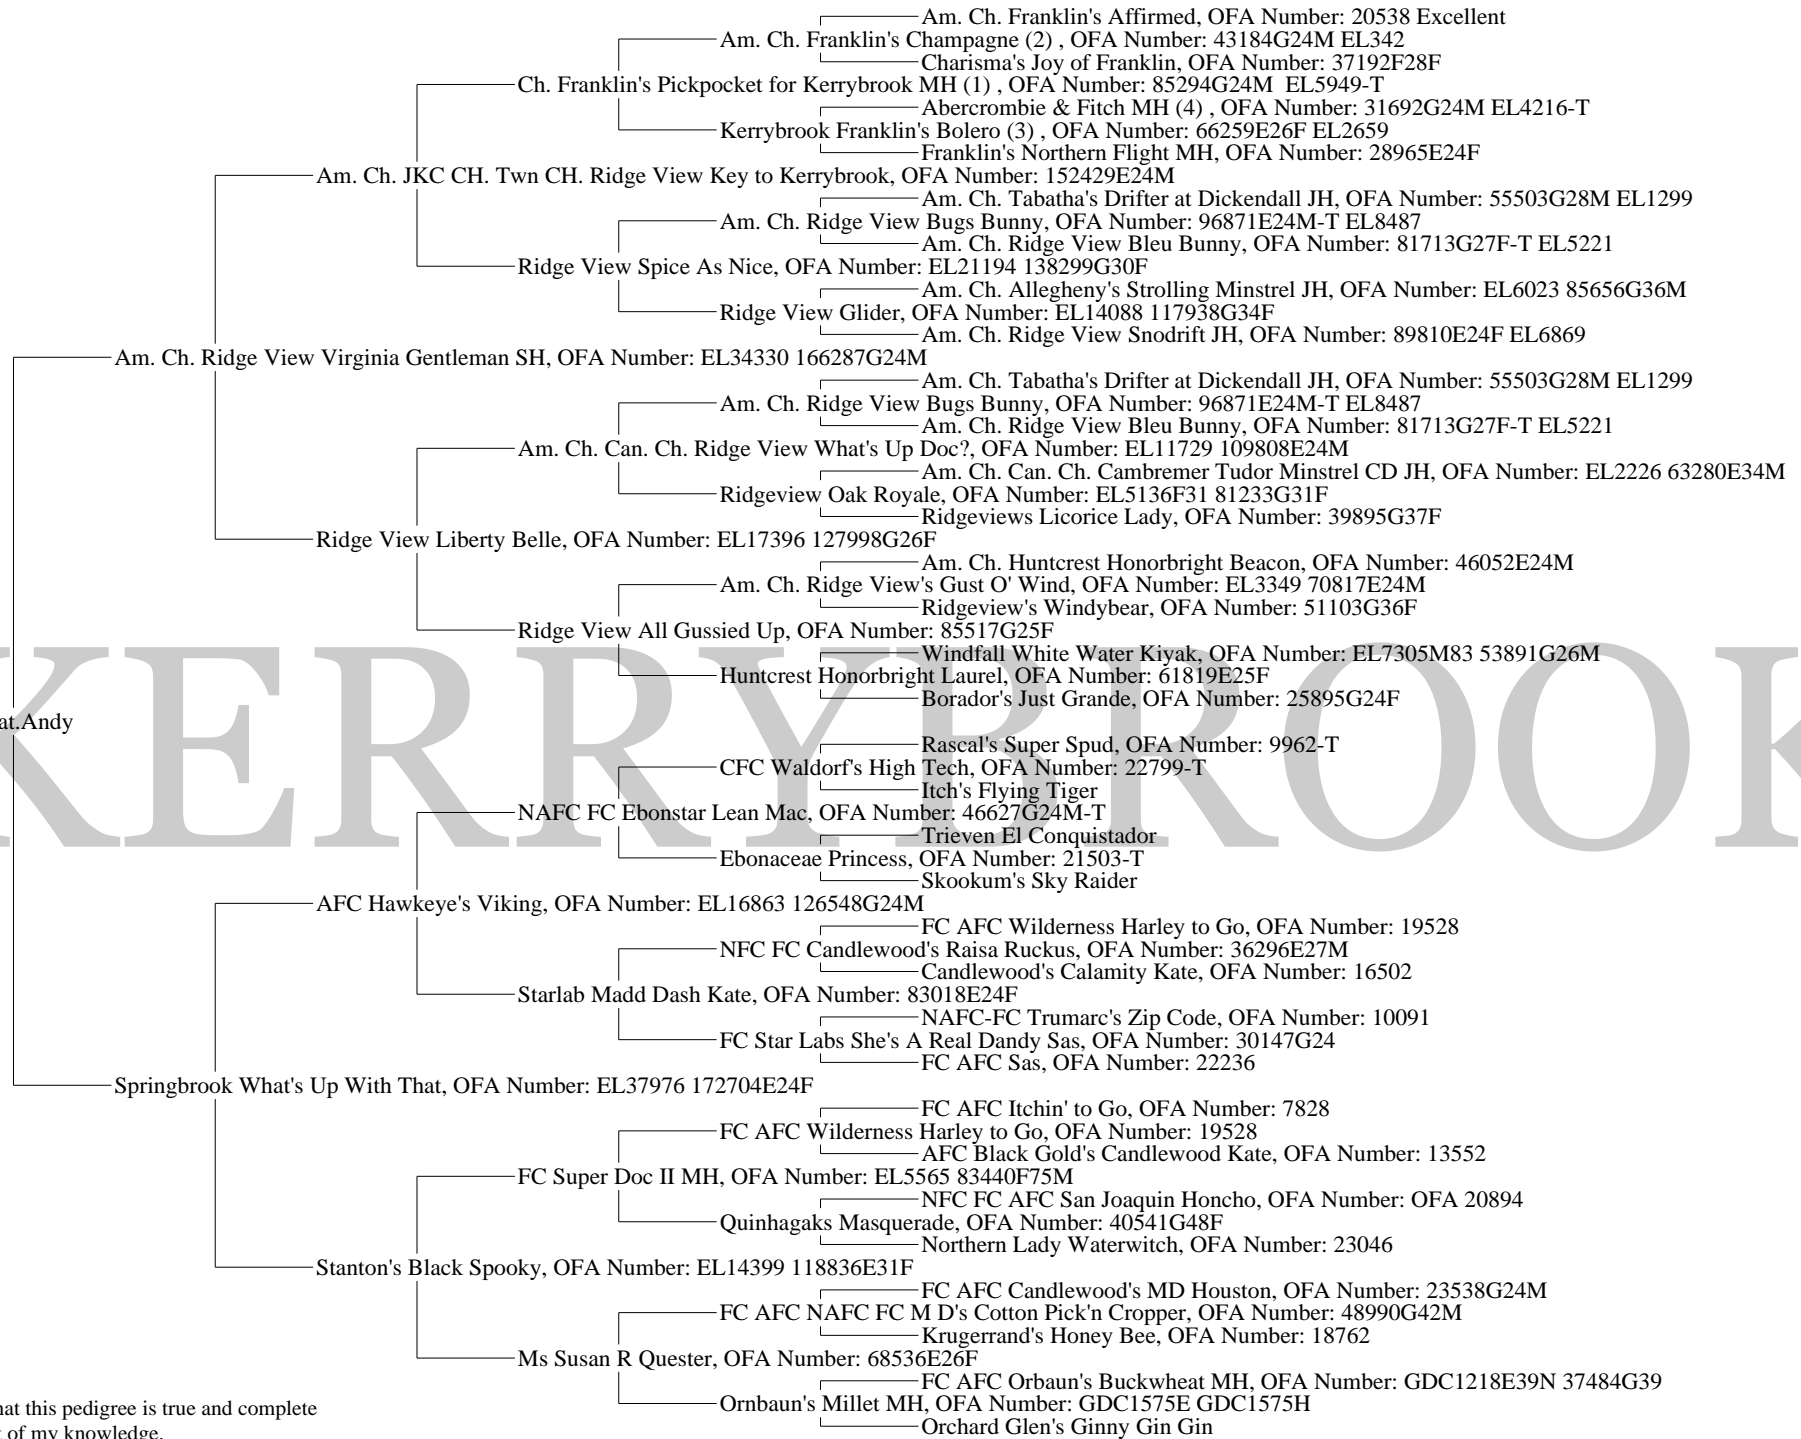 Am. Ch. Franklin's Affirmed, OFA Number: 20538 Excellent
Am. Ch. Franklin's Champagne (2) , OFA Number: 43184G24M EL342
Charisma's Joy of Franklin, OFA Number: 37192F28F
Ch. Franklin's Pickpocket for Kerrybrook MH (1) , OFA Number: 85294G24M EL5949-T
Abercrombie & Fitch MH (4) , OFA Number: 31692G24M EL4216-T
Kerrybrook Franklin's Bolero (3) , OFA Number: 66259E26F EL2659
Franklin's Northern Flight MH, OFA Number: 28965E24F
Am. Ch. JKC CH. Twn CH. Ridge View Key to Kerrybrook, OFA Number: 152429E24M
Am. Ch. Tabatha's Drifter at Dickendall JH, OFA Number: 55503G28M EL1299
Am. Ch. Ridge View Bugs Bunny, OFA Number: 96871E24M-T EL8487
Am. Ch. Ridge View Bleu Bunny, OFA Number: 81713G27F-T EL5221
Ridge View Spice As Nice, OFA Number: EL21194 138299G30F
Am. Ch. Allegheny's Strolling Minstrel JH, OFA Number: EL6023 85656G36M
Ridge View Glider, OFA Number: EL14088 117938G34F
Am. Ch. Ridge View Snodrift JH, OFA Number: 89810E24F EL6869
Am. Ch. Ridge View Virginia Gentleman SH, OFA Number: EL34330 166287G24M
Am. Ch. Tabatha's Drifter at Dickendall JH, OFA Number: 55503G28M EL1299
Am. Ch. Ridge View Bugs Bunny, OFA Number: 96871E24M-T EL8487
Am. Ch. Ridge View Bleu Bunny, OFA Number: 81713G27F-T EL5221
Am. Ch. Can. Ch. Ridge View What's Up Doc?, OFA Number: EL11729 109808E24M
Am. Ch. Can. Ch. Cambremer Tudor Minstrel CD JH, OFA Number: EL2226 63280E34M
Ridgeview Oak Royale, OFA Number: EL5136F31 81233G31F
Ridgeviews Licorice Lady, OFA Number: 39895G37F
Ridge View Liberty Belle, OFA Number: EL17396 127998G26F
Am. Ch. Huntcrest Honorbright Beacon, OFA Number: 46052E24M
Am. Ch. Ridge View's Gust O' Wind, OFA Number: EL3349 70817E24M
Ridgeview's Windybear, OFA Number: 51103G36F
Ridge View All Gussied Up, OFA Number: 85517G25F
Windfall White Water Kiyak, OFA Number: EL7305M83 53891G26M
Huntcrest Honorbright Laurel, OFA Number: 61819E25F
Borador's Just Grande, OFA Number: 25895G24F
at.Andy
KERRYBROOK
Rascal's Super Spud, OFA Number: 9962-T
CFC Waldorf's High Tech, OFA Number: 22799-T
Itch's Flying Tiger
NAFC FC Ebonstar Lean Mac, OFA Number: 46627G24M-T
Trieven El Conquistador
Ebonaceae Princess, OFA Number: 21503-T
Skookum's Sky Raider
AFC Hawkeye's Viking, OFA Number: EL16863 126548G24M
FC AFC Wilderness Harley to Go, OFA Number: 19528
NFC FC Candlewood's Raisa Ruckus, OFA Number: 36296E27M
Candlewood's Calamity Kate, OFA Number: 16502
Starlab Madd Dash Kate, OFA Number: 83018E24F
NAFC-FC Trumarc's Zip Code, OFA Number: 10091
FC Star Labs She's A Real Dandy Sas, OFA Number: 30147G24
FC AFC Sas, OFA Number: 22236
Springbrook What's Up With That, OFA Number: EL37976 172704E24F
FC AFC Itchin' to Go, OFA Number: 7828
FC AFC Wilderness Harley to Go, OFA Number: 19528
AFC Black Gold's Candlewood Kate, OFA Number: 13552
FC Super Doc II MH, OFA Number: EL5565 83440F75M
NFC FC AFC San Joaquin Honcho, OFA Number: OFA 20894
Quinhagaks Masquerade, OFA Number: 40541G48F
Northern Lady Waterwitch, OFA Number: 23046
Stanton's Black Spooky, OFA Number: EL14399 118836E31F
FC AFC Candlewood's MD Houston, OFA Number: 23538G24M
FC AFC NAFC FC M D's Cotton Pick'n Cropper, OFA Number: 48990G42M
Krugerrand's Honey Bee, OFA Number: 18762
Ms Susan R Quester, OFA Number: 68536E26F
FC AFC Orbaun's Buckwheat MH, OFA Number: GDC1218E39N 37484G39
Ornbaun's Millet MH, OFA Number: GDC1575E GDC1575H
Orchard Glen's Ginny Gin Gin
hat this pedigree is true and complete
t of my knowledge.